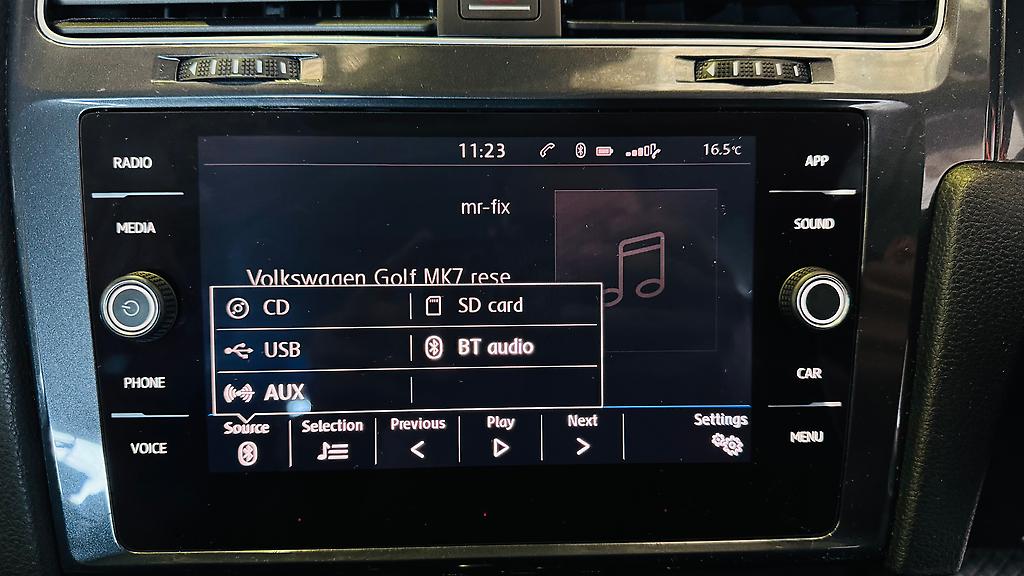 11:23
16.5°C
RADIO
MEDIA
PHONE
VOICE
mr-fix
Volkswagen Golf MK7 rese
CD
SD card
USB
BT audio
AUX
Source
Selection
Previous
Play
Next
Settings
APP
SOUND
CAR
MENU